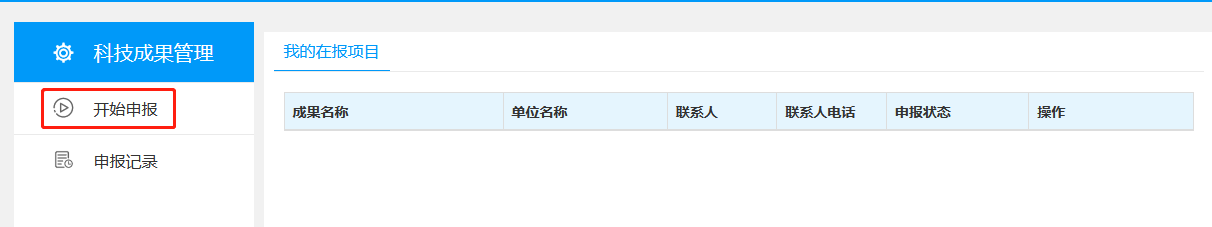 科技成果管理
开始申报
申报记录
我的在报项目
成果名称 单位名称 联系人 联系人电话 申报状态 操作